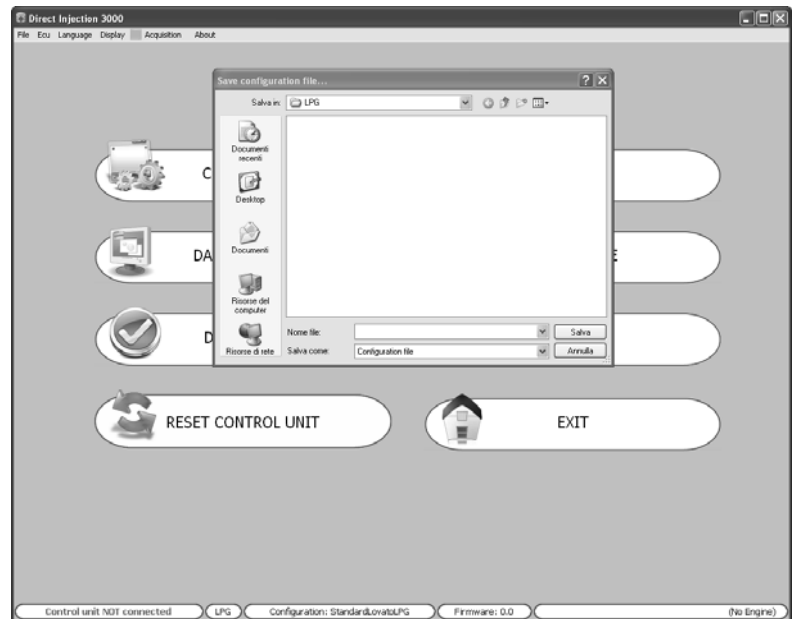 Direct Injection 3000
File Ecu Language Display Acquisition About
Save configuration file...
Salva in: LPG
Documenti
recenti
Desktop
Documenti
Risorse del
computer
Risorse di rete
Nome file: Salva
Salva come: Configuration file Annulla
C
DA E
D
RESET CONTROL UNIT EXIT
Control unit NOT connected LPG Configuration: StandardLovatoLPG Firmware: 0.0 (No Engine)